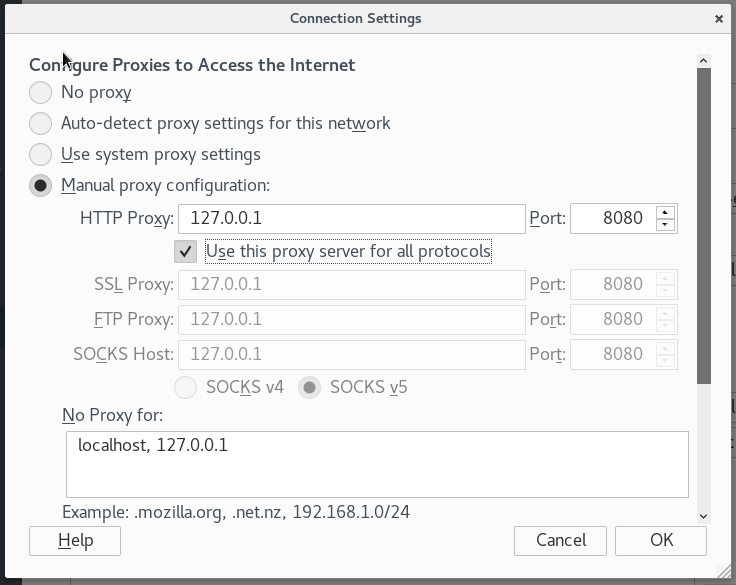 Connection Settings
Configure Proxies to Access the Internet
No proxy
Auto-detect proxy settings for this network
Use system proxy settings
Manual proxy configuration:
HTTP Proxy: 127.0.0.1 Port: 8080
Use this proxy server for all protocols
SSL Proxy: 127.0.0.1 Port: 8080
FTP Proxy: 127.0.0.1 Port: 8080
SOCKS Host: 127.0.0.1 Port: 8080
SOCKS v4 SOCKS v5
No Proxy for:
localhost, 127.0.0.1
Example: .mozilla.org, .net.nz, 192.168.1.0/24
Help Cancel OK